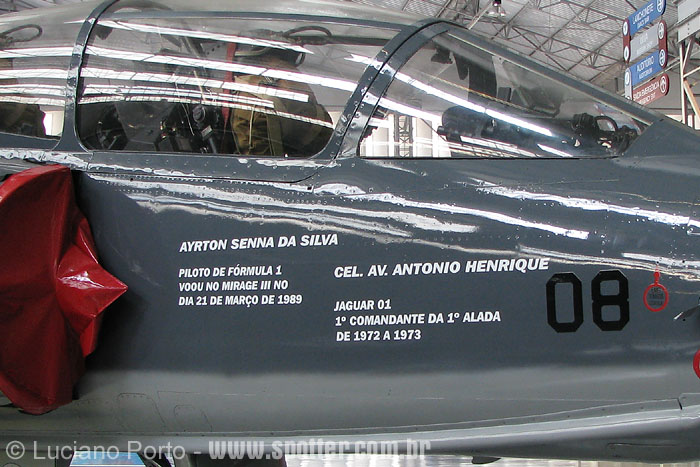 LANCHONETE
AUDITÓRIO
AYRTON SENNA DA SILVA
PILOTO DE FÓRMULA 1
VOOU NO MIRAGE III NO
DIA 21 DE MARÇO DE 1989
CEL. AV. ANTONIO HENRIQUE
JAGUAR 01
1º COMANDANTE DA 1º ALADA
DE 1972 A 1973
08
© Luciano Porto - www.spotter.com.br